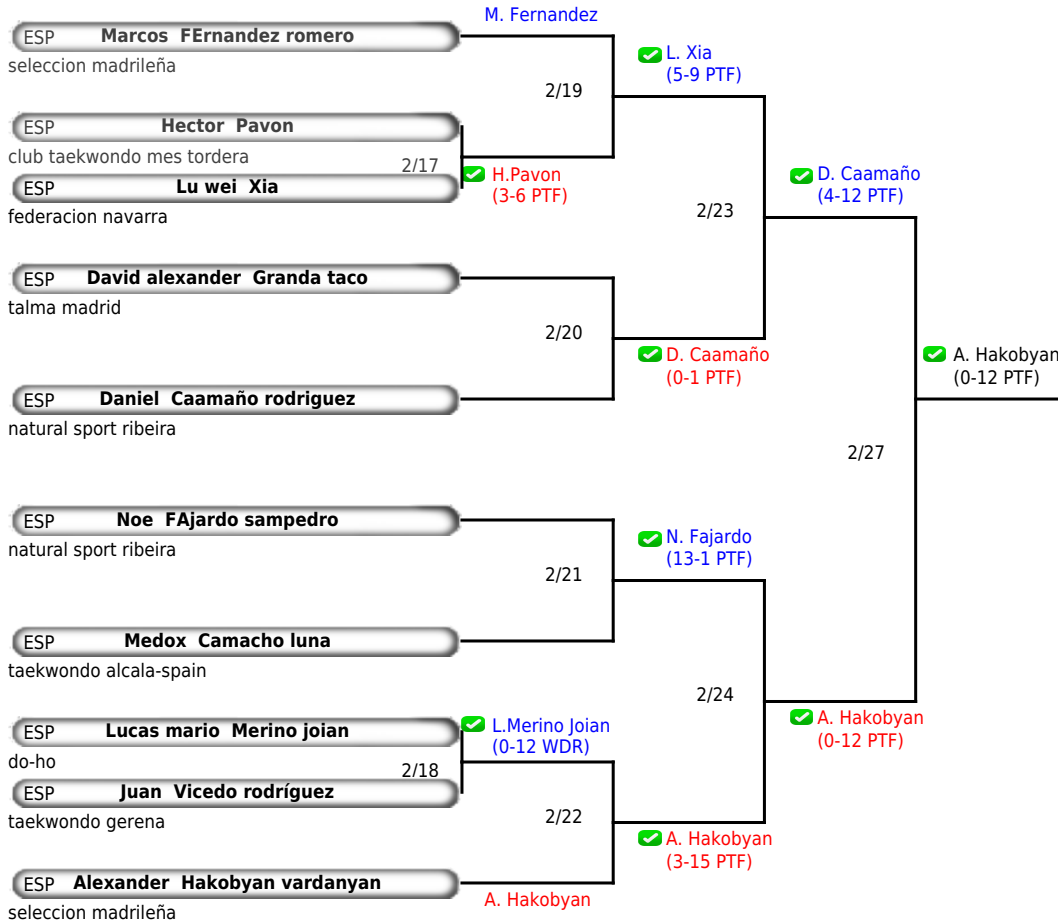 M. Fernandez
ESP Marcos FErnandez romero
seleccion madrileña
L. Xia
(5-9 PTF)
2/19
ESP Hector Pavon
club taekwondo mes tordera
2/17
H.Pavon
(3-6 PTF)
ESP Lu wei Xia
federacion navarra
D. Caamaño
(4-12 PTF)
2/23
ESP David alexander Granda taco
talma madrid
2/20
D. Caamaño
(0-1 PTF)
A. Hakobyan
(0-12 PTF)
ESP Daniel Caamaño rodriguez
natural sport ribeira
2/27
ESP Noe FAjardo sampedro
natural sport ribeira
N. Fajardo
(13-1 PTF)
2/21
ESP Medox Camacho luna
taekwondo alcala-spain
2/24
A. Hakobyan
(0-12 PTF)
ESP Lucas mario Merino joian
do-ho
L.Merino Joian
(0-12 WDR)
2/18
ESP Juan Vicedo rodríguez
taekwondo gerena
2/22
A. Hakobyan
(3-15 PTF)
ESP Alexander Hakobyan vardanyan
seleccion madrileña
A. Hakobyan